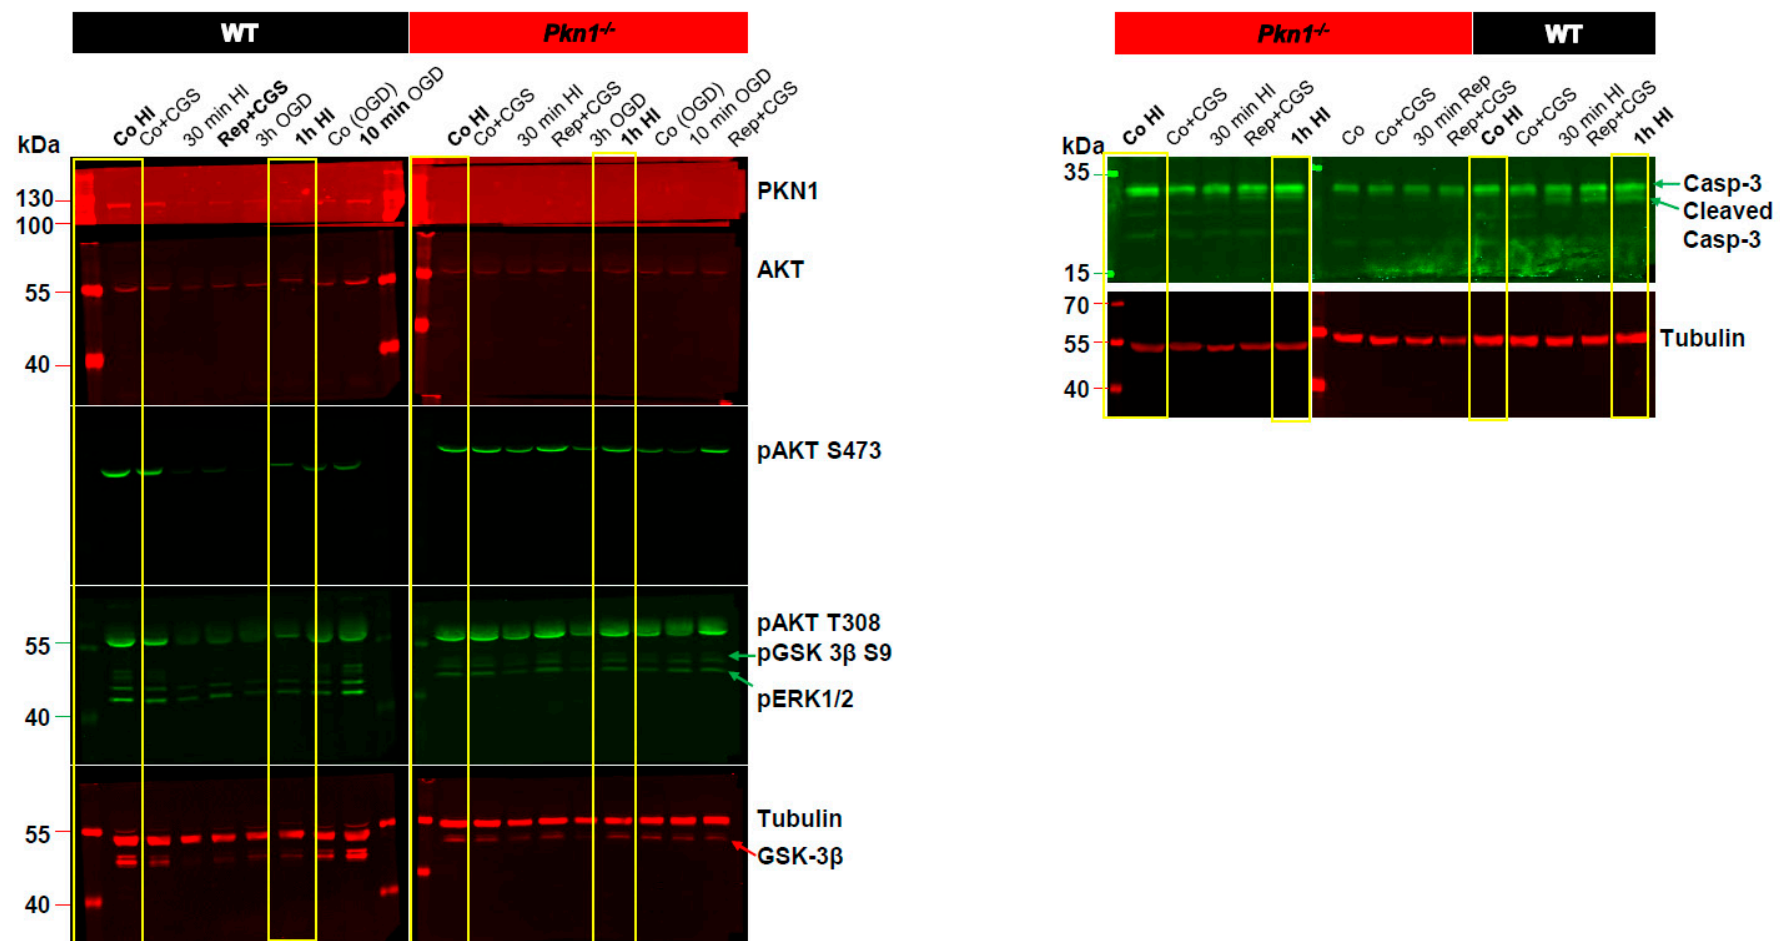 WT
Pkn1-/-
Co HI
Co+CGS
30 min HI
Rep+CGS
3h OGD
1h HI
Co (OGD)
10 min OGD
Co HI
Co+CGS
30 min HI
Rep+CGS
3h OGD
1h HI
Co (OGD)
10 min OGD
Rep+CGS
kDa
130
100
55
40
55
40
55
40
PKN1
AKT
pAKT S473
pAKT T308
pGSK 3β S9
pERK1/2
Tubulin
GSK-3β
Pkn1-/-
WT
Co HI
Co+CGS
30 min HI
Rep+CGS
1h HI
Co
Co+CGS
30 min Rep
Rep+CGS
Co HI
Co+CGS
30 min HI
Rep+CGS
1h HI
kDa
35
15
70
55
40
Casp-3
Cleaved
Casp-3
Tubulin